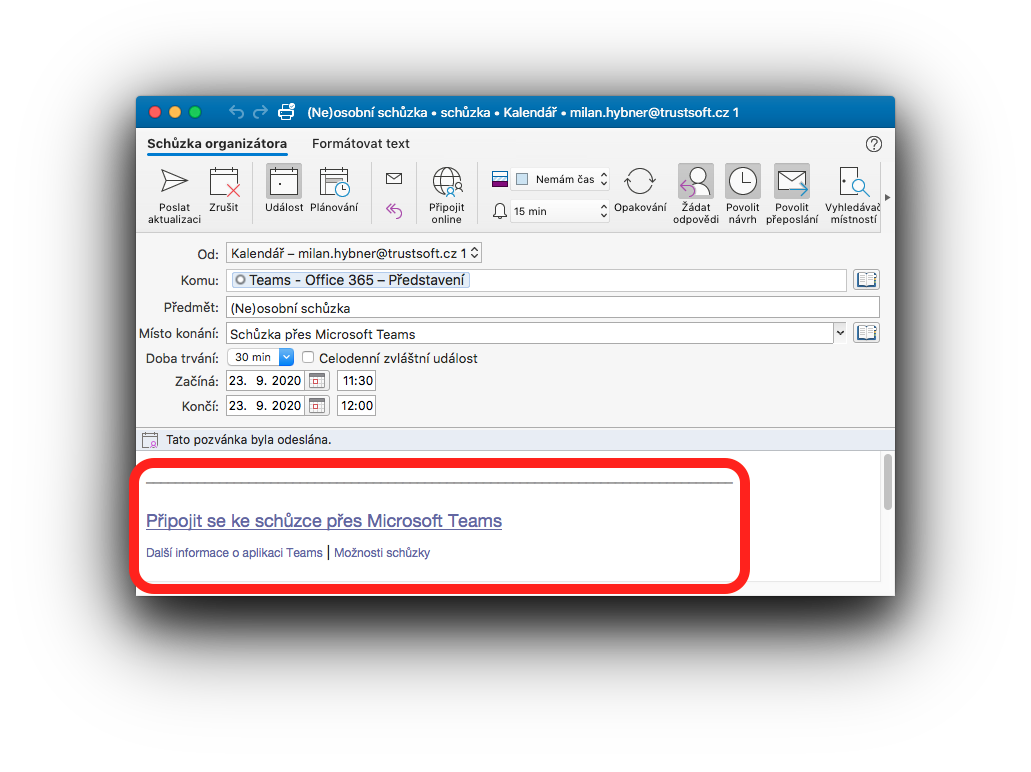 (Ne)osobní schůzka • schůzka • Kalendář • milan.hybner@trustsoft.cz 1
Schůzka organizátora
Formátovat text
Poslat aktualizaci
Zrušit
Událost
Plánování
Připojit online
Nemám čas
15 min
Opakování
Žádat odpovědi
Povolit návrh
Povolit přeposlání
Vyhledávač místností
Od: Kalendář – milan.hybner@trustsoft.cz 1
Komu: Teams - Office 365 – Představení
Předmět: (Ne)osobní schůzka
Místo konání: Schůzka přes Microsoft Teams
Doba trvání: 30 min Celodenní zvláštní událost
Začíná: 23. 9. 2020 11:30
Končí: 23. 9. 2020 12:00
Tato pozvánka byla odeslána.
Připojit se ke schůzce přes Microsoft Teams
Další informace o aplikaci Teams | Možnosti schůzky